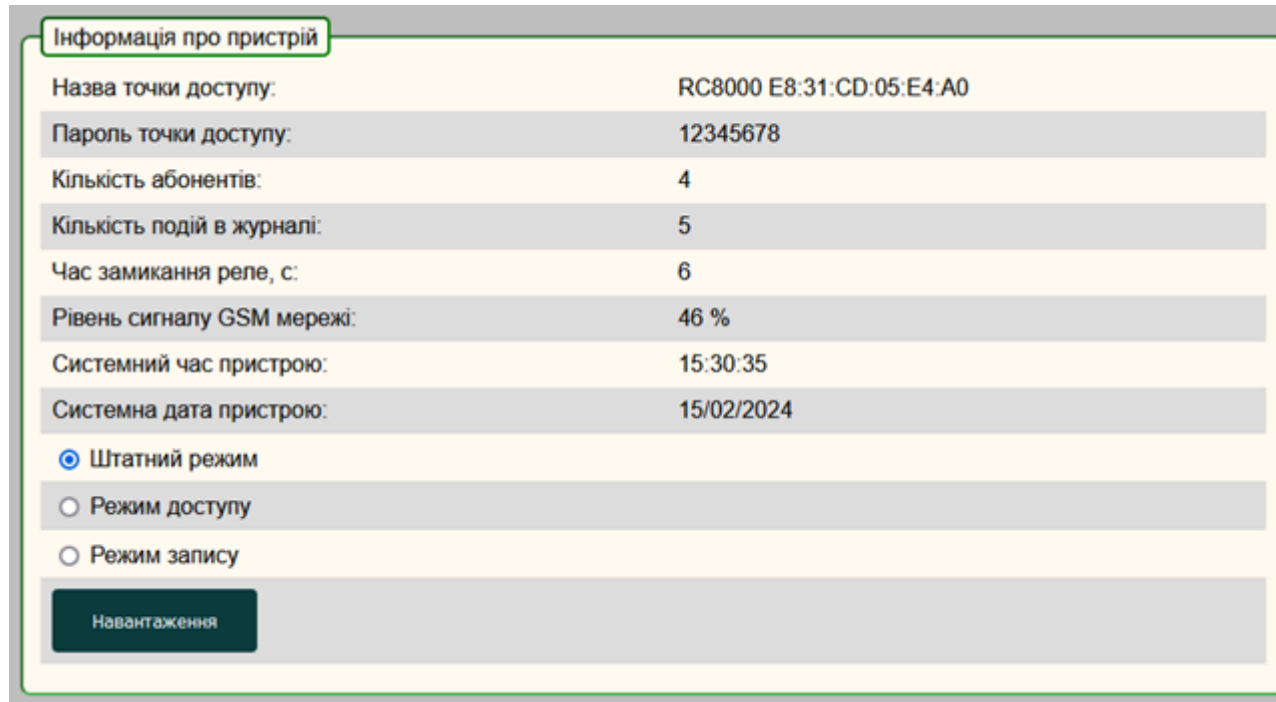 Інформація про пристрій
Назва точки доступу: RC8000 E8:31:CD:05:E4:A0
Пароль точки доступу: 12345678
Кількість абонентів: 4
Кількість подій в журналі: 5
Час замикання реле, с: 6
Рівень сигналу GSM мережі: 46 %
Системний час пристрою: 15:30:35
Системна дата пристрою: 15/02/2024
Штатний режим
Режим доступу
Режим запису
Навантаження